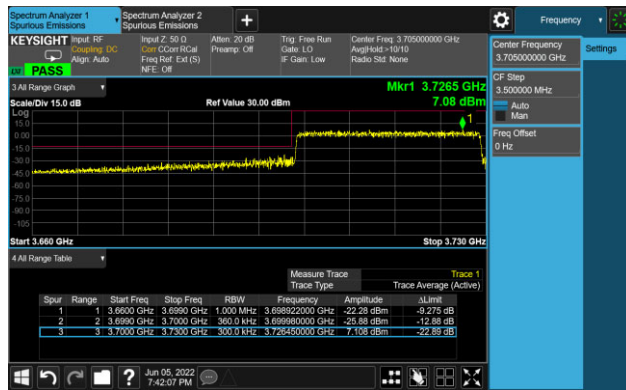 Spectrum Analyzer 1
Spurious Emissions
Spectrum Analyzer 2
Spurious Emissions
+
Frequency
KEYSIGHT
Input: RF
Coupling: DC
Align: Auto
Input Z: 50 Ω
Corr CCorr RCal
Freq Ref: Ext (S)
NFE: Off
Atten: 20 dB
Preamp: Off
Trig: Free Run
Gate: LO
IF Gain: Low
Center Freq: 3.705000000 GHz
Avg|Hold:>10/10
Radio Std: None
LW PASS
Center Frequency
3.705000000 GHz
Settings
CF Step
3.500000 MHz
Auto
Man
Freq Offset
0 Hz
3 All Range Graph
Mkr1 3.7265 GHz
Scale/Div 15.0 dB
Ref Value 30.00 dBm
7.08 dBm
Log
15.0
0.00
-15.0
-30.0
-45.0
-60.0
-75.0
-90.0
-105
1
Start 3.660 GHz
Stop 3.730 GHz
4 All Range Table
Measure Trace Trace 1
Trace Type Trace Average (Active)
Spur Range Start Freq Stop Freq RBW Frequency Amplitude ΔLimit
1 1 3.6600 GHz 3.6990 GHz 1.000 MHz 3.698922000 GHz -22.28 dBm -9.275 dB
2 2 3.6990 GHz 3.7000 GHz 360.0 kHz 3.699980000 GHz -25.88 dBm -12.88 dB
3 3 3.7000 GHz 3.7300 GHz 300.0 kHz 3.726450000 GHz 7.108 dBm -22.89 dB
?
Jun 05, 2022
7:42:07 PM